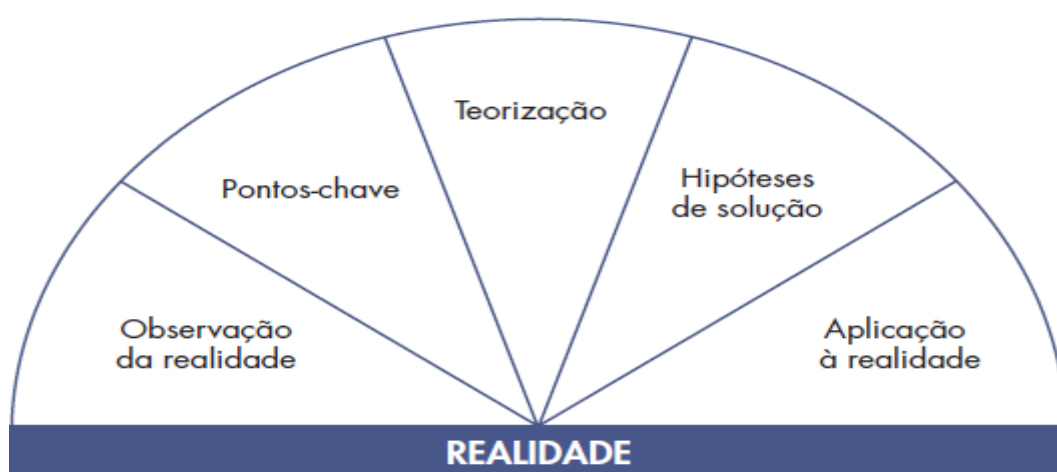 Observação
da realidade
Pontos-chave
Teorização
Hipóteses
de solução
Aplicação
à realidade
REALIDADE